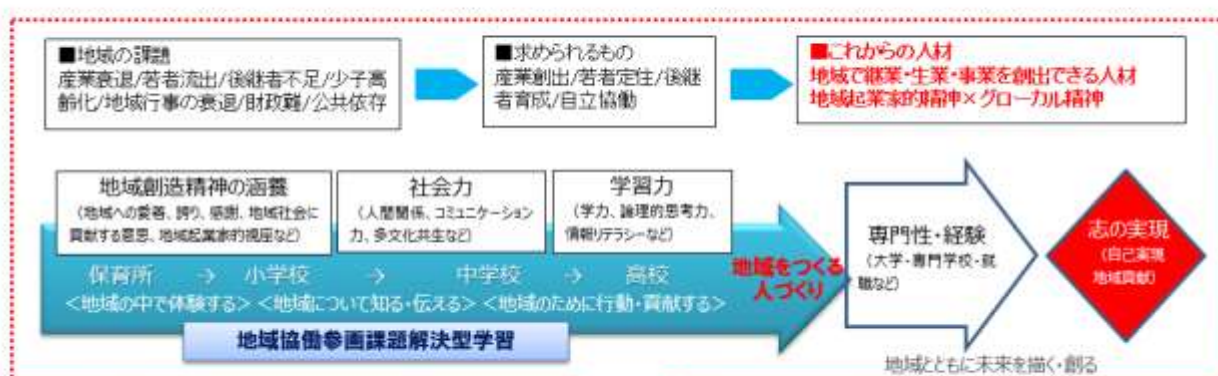 ■地域の課題
産業衰退/若者流出/後継者不足/少子高
齢化/地域行事の衰退/財政難/公共依存
■求められるもの
産業創出/若者定住/後継
者育成/自立協働
■これからの人材
地域で継業・生業・事業を創出できる人材
地域起業家的精神×グローカル精神
地域創造精神の涵養
(地域への愛着、誇り、感謝、地域社会に
貢献する意思、地域起業家的視座など)
社会力
(人間関係、コミュニケーション
力、多文化共生など)
学習力
(学力、論理的思考力、
情報リテラシーなど)
保育所 → 小学校 → 中学校 → 高校
<地域の中で体験する> <地域について知る・伝える> <地域のために行動・貢献する>
地域協働参画課題解決型学習
地域をつくる
人づくり
専門性・経験
(大学・専門学校・就
職など)
志の実現
(自己実現
地域貢献)
地域とともに未来を描く・創る